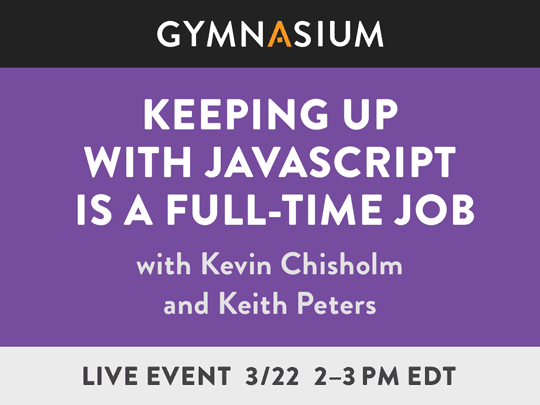 GYMNASIUM
KEEPING UP
WITH JAVASCRIPT
IS A FULL-TIME JOB
with Kevin Chisholm
and Keith Peters
LIVE EVENT 3/22 2–3 PM EDT